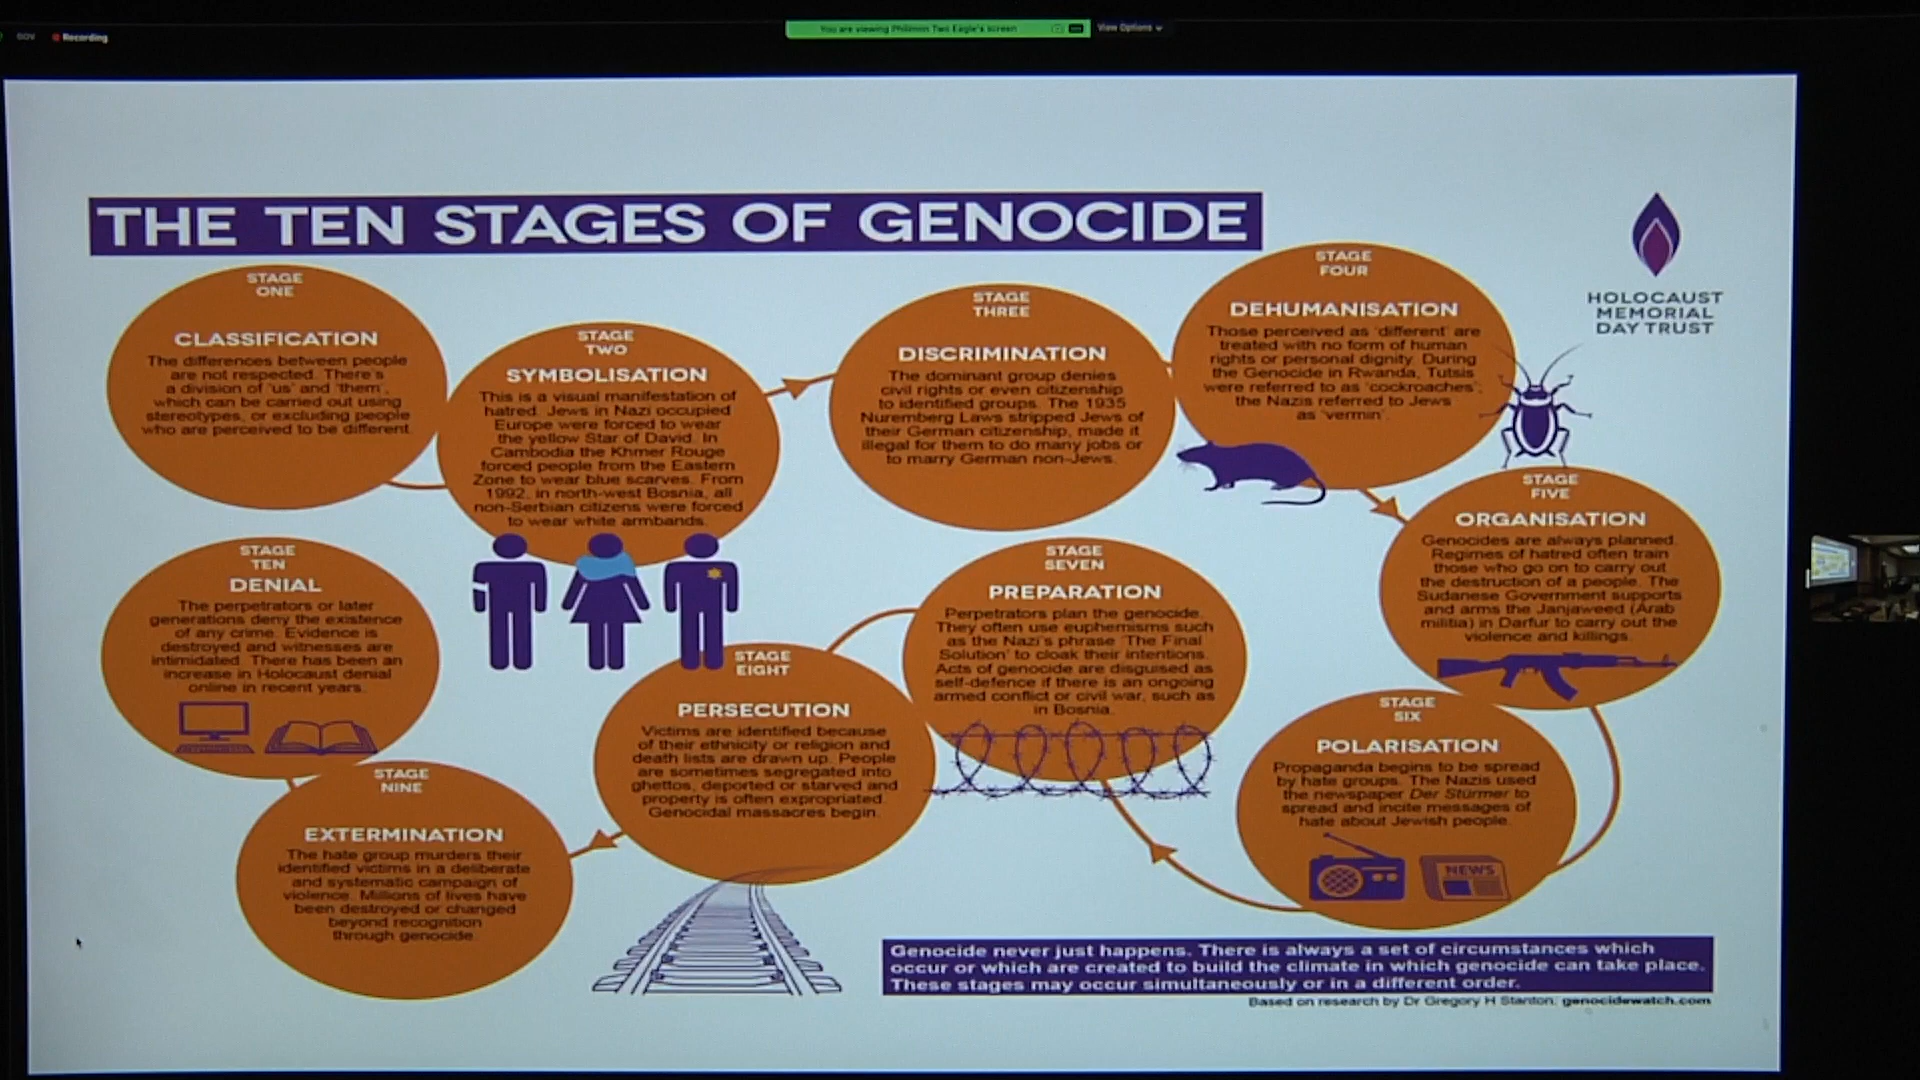 GOV
Recording
You are viewing Philimon Two Eagle's screen
View Options
THE TEN STAGES OF GENOCIDE
HOLOCAUST
MEMORIAL
DAY TRUST
STAGE
ONE
CLASSIFICATION
The differences between people
are not respected. There's
a division of 'us' and 'them',
which can be carried out using
stereotypes, or excluding people
who are perceived to be different.
STAGE
TWO
SYMBOLISATION
This is a visual manifestation of
hatred. Jews in Nazi occupied
Europe were forced to wear
the yellow Star of David. In
Cambodia the Khmer Rouge
forced people from the Eastern
Zone to wear blue scarves. From
1992, in north-west Bosnia, all
non-Serbian citizens were forced
to wear white armbands.
STAGE
THREE
DISCRIMINATION
The dominant group denies
civil rights or even citizenship
to identified groups. The 1935
Nuremberg Laws stripped Jews of
their German citizenship, made it
illegal for them to do many jobs or
to marry German non-Jews.
STAGE
FOUR
DEHUMANISATION
Those perceived as 'different' are
treated with no form of human
rights or personal dignity. During
the Genocide in Rwanda, Tutsis
were referred to as 'cockroaches';
the Nazis referred to Jews
as 'vermin'.
STAGE
FIVE
ORGANISATION
Genocides are always planned.
Regimes of hatred often train
those who go on to carry out
the destruction of a people. The
Sudanese Government supports
and arms the Janjaweed (Arab
militia) in Darfur to carry out the
violence and killings.
STAGE
SIX
POLARISATION
Propaganda begins to be spread
by hate groups. The Nazis used
the newspaper Der Stürmer to
spread and incite messages of
hate about Jewish people.
NEWS
STAGE
SEVEN
PREPARATION
Perpetrators plan the genocide.
They often use euphemisms such
as the Nazi's phrase 'The Final
Solution' to cloak their intentions.
Acts of genocide are disguised as
self-defence if there is an ongoing
armed conflict or civil war, such as
in Bosnia.
STAGE
EIGHT
PERSECUTION
Victims are identified because
of their ethnicity or religion and
death lists are drawn up. People
are sometimes segregated into
ghettos, deported or starved and
property is often expropriated.
Genocidal massacres begin.
STAGE
NINE
EXTERMINATION
The hate group murders their
identified victims in a deliberate
and systematic campaign of
violence. Millions of lives have
been destroyed or changed
beyond recognition
through genocide.
STAGE
TEN
DENIAL
The perpetrators or later
generations deny the existence
of any crime. Evidence is
destroyed and witnesses are
intimidated. There has been an
increase in Holocaust denial
online in recent years.
Genocide never just happens. There is always a set of circumstances which
occur or which are created to build the climate in which genocide can take place.
These stages may occur simultaneously or in a different order.
Based on research by Dr Gregory H Stanton, genocidewatch.com